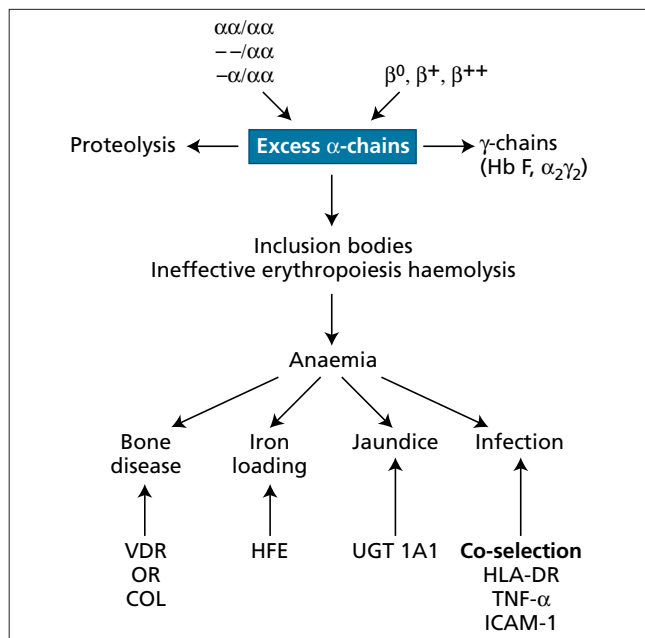 αα/αα
--/αα
-α/αα
β⁰, β⁺, β⁺⁺
Proteolysis
Excess α-chains
γ-chains
(Hb F, α₂γ₂)
Inclusion bodies
Ineffective erythropoiesis haemolysis
Anaemia
Bone
disease
Iron
loading
Jaundice
Infection
VDR
OR
COL
HFE
UGT 1A1
Co-selection
HLA-DR
TNF-α
ICAM-1